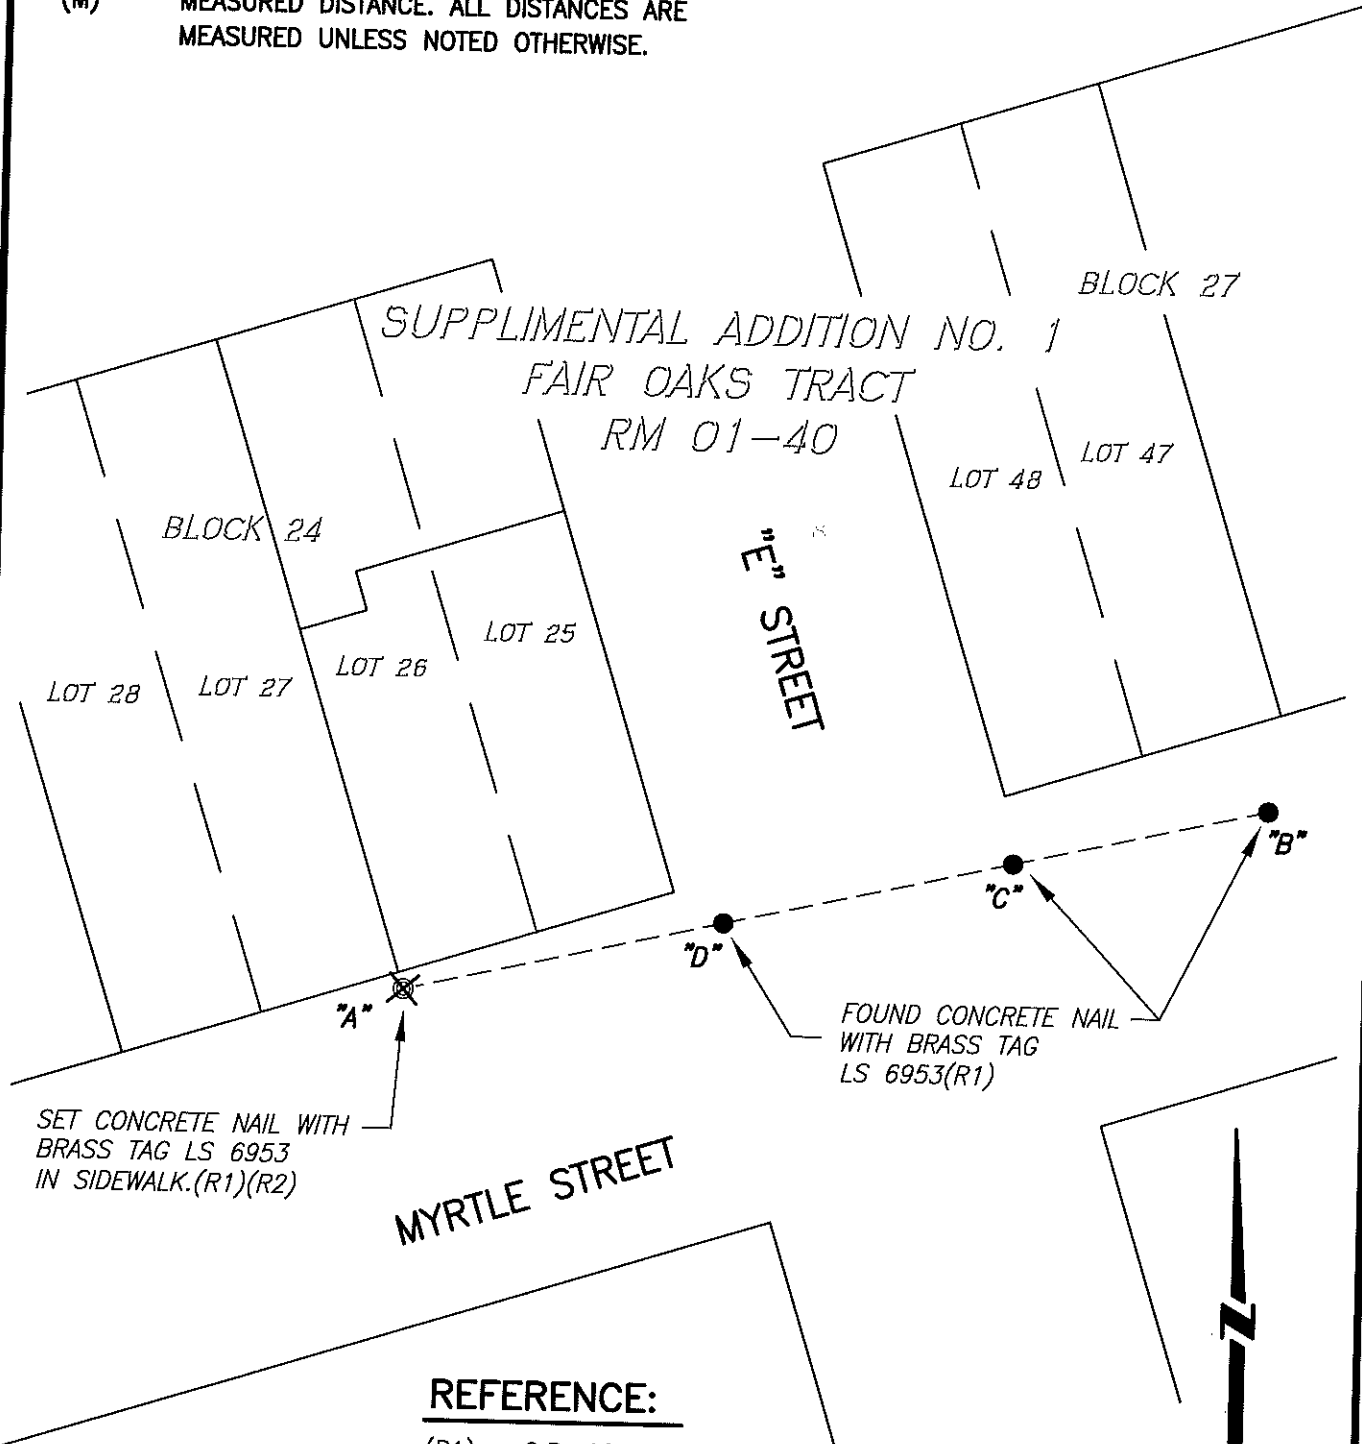 (M) MEASURED DISTANCE. ALL DISTANCES ARE
MEASURED UNLESS NOTED OTHERWISE.
BLOCK 27
SUPPLIMENTAL ADDITION NO. 1
FAIR OAKS TRACT
RM 01-40
LOT 47
LOT 48
BLOCK 24
"E" STREET
LOT 25
LOT 26
LOT 27
LOT 28
"B"
"C"
"D"
"A"
FOUND CONCRETE NAIL
WITH BRASS TAG
LS 6953(R1)
SET CONCRETE NAIL WITH
BRASS TAG LS 6953
IN SIDEWALK.(R1)(R2)
MYRTLE STREET
N
REFERENCE: